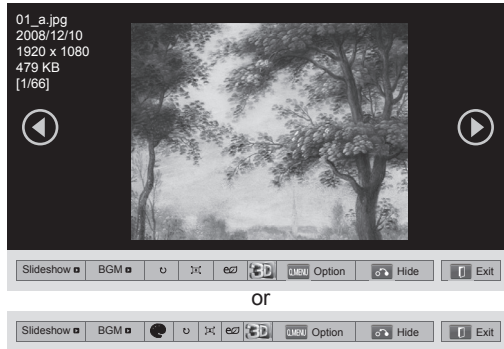 01_a.jpg
2008/12/10
1920 x 1080
479 KB
[1/66]
Slideshow BGM 3D Q.MENU Option Hide Exit
or
Slideshow BGM 3D Q.MENU Option Hide Exit